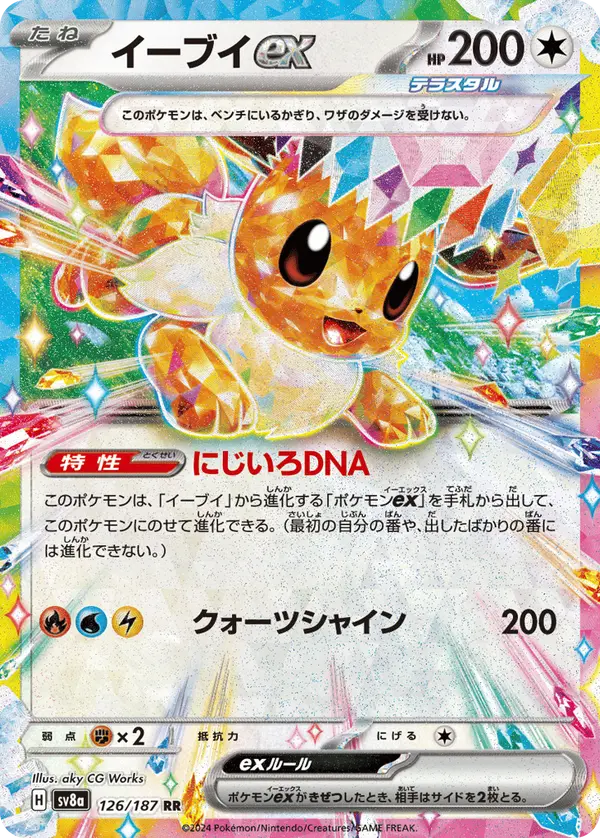 たね
イーブイex
HP200
テラスタル
このポケモンは、ベンチにいるかぎり、ワザのダメージを受けない。
特性
にじいろDNA
このポケモンは、「イーブイ」から進化する「ポケモンex」を手札から出して、
このポケモンにのせて進化できる。（最初の自分の番や、出したばかりの番に
は進化できない。）
クォーツシャイン 200
弱点 ×2 抵抗力 にげる
exルール
ポケモンexがきぜつしたとき、相手はサイドを2枚とる。
Illus. aky CG Works
H sv8a 126/187 RR
©2024 Pokémon/Nintendo/Creatures/GAME FREAK.